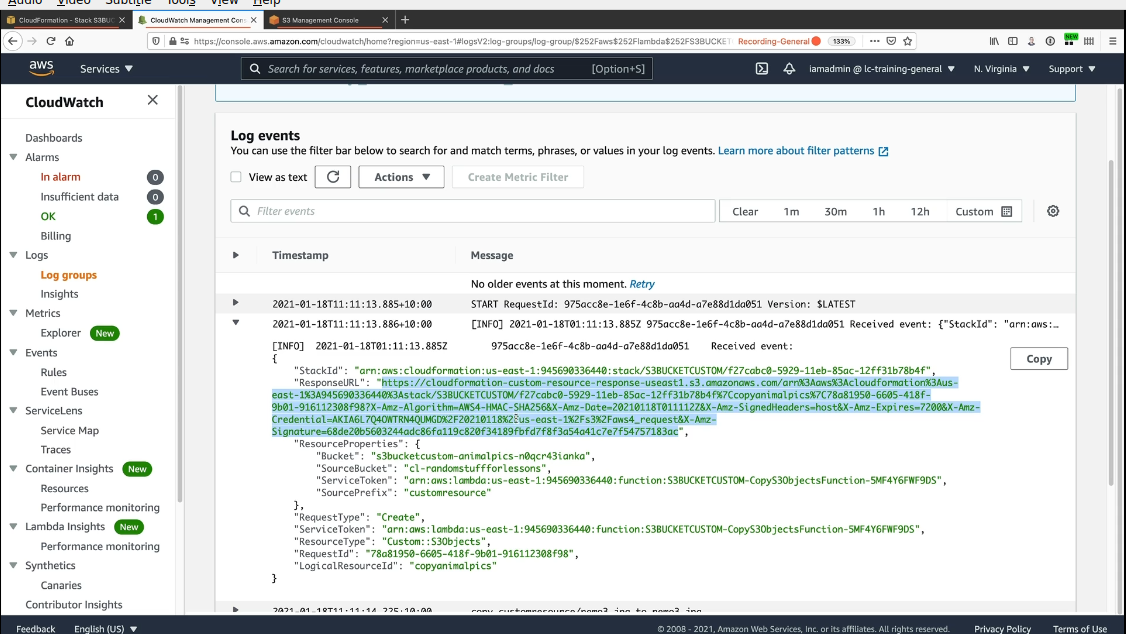 Audio Video Subtitle Tools View Help
CloudFormation - Stack S3BUC
CloudWatch Management Con
S3 Management Console
https://console.aws.amazon.com/cloudwatch/home?region=us-east-1#logsV2:log-groups/log-group/$252Faws$252Flambda$252FS3BUCKET
Recording-General
133%
NEW
aws
Services
Search for services, features, marketplace products, and docs
[Option+S]
iamadmin @ lc-training-general
N. Virginia
Support
CloudWatch
Dashboards
Alarms
In alarm 0
Insufficient data 0
OK 1
Billing
Logs
Log groups
Insights
Metrics
Explorer New
Events
Rules
Event Buses
ServiceLens
Service Map
Traces
Container Insights New
Resources
Performance monitoring
Lambda Insights New
Performance monitoring
Synthetics
Canaries
Contributor Insights
Log events
You can use the filter bar below to search for and match terms, phrases, or values in your log events. Learn more about filter patterns
View as text
Actions
Create Metric Filter
Filter events
Clear 1m 30m 1h 12h Custom
Timestamp Message
No older events at this moment. Retry
2021-01-18T11:11:13.885+10:00 START RequestId: 975acc8e-1e6f-4c8b-aa4d-a7e88d1da051 Version: $LATEST
2021-01-18T11:11:13.886+10:00 [INFO] 2021-01-18T01:11:13.885Z 975acc8e-1e6f-4c8b-aa4d-a7e88d1da051 Received event: {"StackId": "arn:aws:…
[INFO] 2021-01-18T01:11:13.885Z 975acc8e-1e6f-4c8b-aa4d-a7e88d1da051 Received event:
Copy
{
"StackId": "arn:aws:cloudformation:us-east-1:945690336440:stack/S3BUCKETCUSTOM/f27cabc0-5929-11eb-85ac-12ff31b78b4f",
"ResponseURL": "https://cloudformation-custom-resource-response-useast1.s3.amazonaws.com/arn%3Aaws%3Acloudformation%3Aus-
east-1%3A945690336440%3Astack/S3BUCKETCUSTOM/f27cabc0-5929-11eb-85ac-12ff31b78b4f%7Ccopyanimalpics%7C78a81950-6605-418f-
9b01-916112308f98?X-Amz-Algorithm=AWS4-HMAC-SHA256&X-Amz-Date=20210118T011112Z&X-Amz-SignedHeaders=host&X-Amz-Expires=7200&X-Amz-
Credential=AKIA6L7Q4OWTRN4QUMGD%2F20210118%2Fus-east-1%2Fs3%2Faws4_request&X-Amz-
Signature=68de20b5603244adc86fa119c820f34189fbfd7f8f3a54a41c7e7f54757183ac",
"ResourceProperties": {
"Bucket": "s3bucketcustom-animalpics-n0qcr43ianka",
"SourceBucket": "cl-randomstuffforlessons",
"ServiceToken": "arn:aws:lambda:us-east-1:945690336440:function:S3BUCKETCUSTOM-CopyS3ObjectsFunction-5MF4Y6FWF9DS",
"SourcePrefix": "customresource"
},
"RequestType": "Create",
"ServiceToken": "arn:aws:lambda:us-east-1:945690336440:function:S3BUCKETCUSTOM-CopyS3ObjectsFunction-5MF4Y6FWF9DS",
"ResourceType": "Custom::S3Objects",
"RequestId": "78a81950-6605-418f-9b01-916112308f98",
"LogicalResourceId": "copyanimalpics"
}
2021-01-18T11:11:14.225+10:00 copy customresource/nemo3.jpg to nemo3.jpg
Feedback English (US)
© 2008 - 2021, Amazon Web Services, Inc. or its affiliates. All rights reserved. Privacy Policy Terms of Use